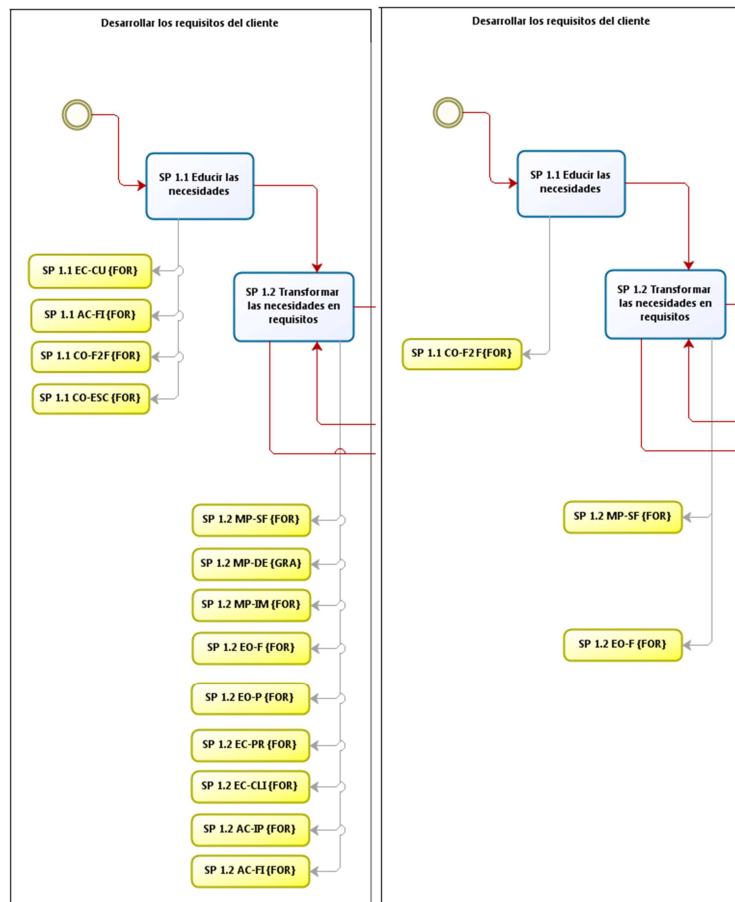 Desarrollar los requisitos del cliente
SP 1.1 Educir las
necesidades
SP 1.1 EC-CU {FOR}
SP 1.1 AC-FI {FOR}
SP 1.1 CO-F2F {FOR}
SP 1.1 CO-ESC {FOR}
SP 1.2 Transformar
las necesidades en
requisitos
SP 1.2 MP-SF {FOR}
SP 1.2 MP-DE {GRA}
SP 1.2 MP-IM {FOR}
SP 1.2 EO-F {FOR}
SP 1.2 EO-P {FOR}
SP 1.2 EC-PR {FOR}
SP 1.2 EC-CLI {FOR}
SP 1.2 AC-IP {FOR}
SP 1.2 AC-FI {FOR}
Desarrollar los requisitos del cliente
SP 1.1 Educir las
necesidades
SP 1.2 Transformar
las necesidades en
requisitos
SP 1.1 CO-F2F{FOR}
SP 1.2 MP-SF {FOR}
SP 1.2 EO-F {FOR}